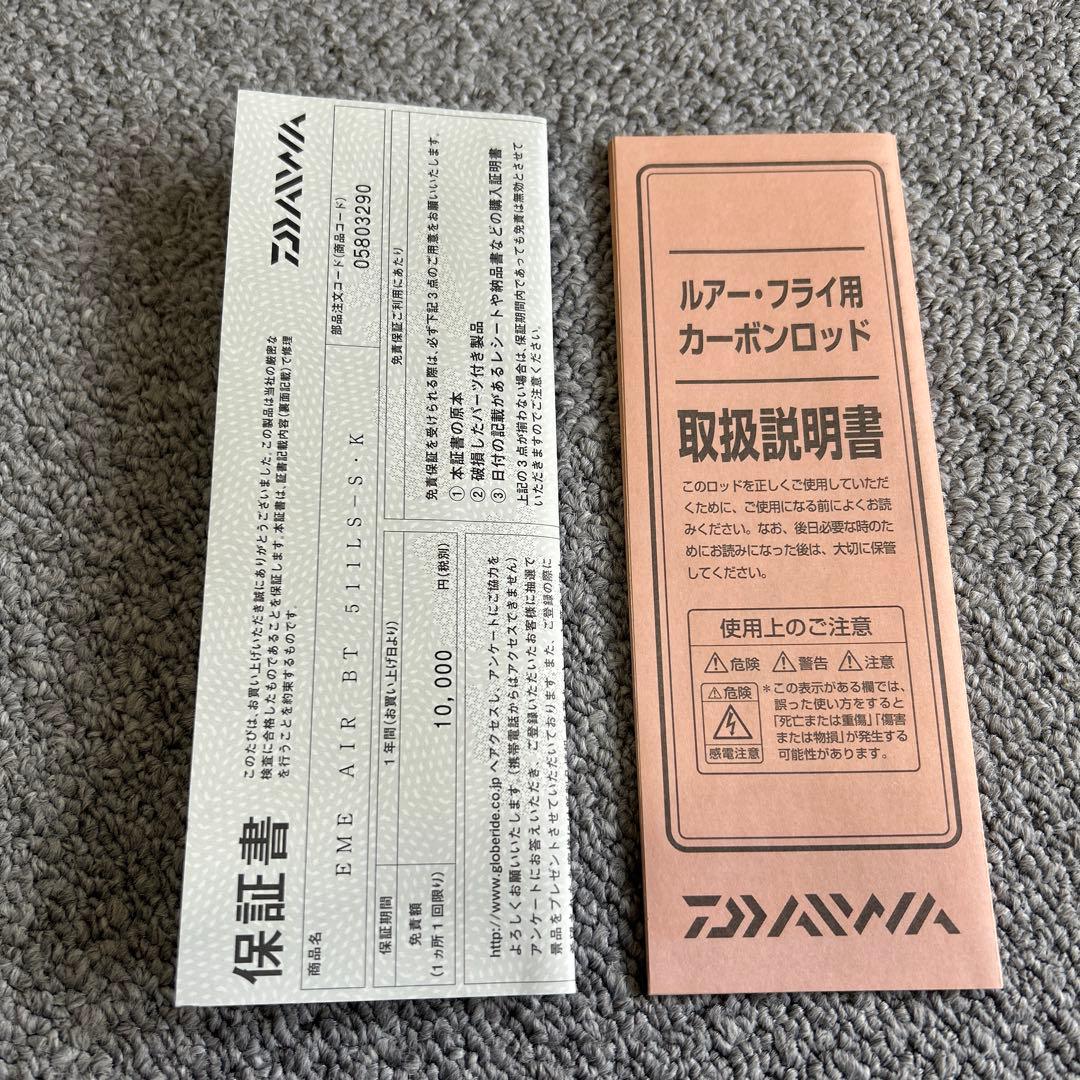 保証書
このたびは、お買い上げいただき誠にありがとうございました。この製品は当社の厳密な
検査に合格したものであることを保証します。本証書は、証書記載内容(裏面記載)で修理
を行うことを約束するものです。
DAIWA
商品名
EME AIR BT 511LS-S・K
部品注文コード(商品コード)
05803290
保証期間
1年間(お買い上げ日より)
免責額
(1ヵ所1回限り)
10,000
円(税別)
免責保証ご利用にあたり
免責保証を受けられる際は、必ず下記3点のご用意をお願いいたします。
① 本証書の原本
② 破損したパーツ付き製品
③ 日付の記載があるレシートや納品書などの購入証明書
上記の3点が揃わない場合は、保証期間内であっても免責は無効とさせて
いただきますのでご注意ください。
http://www.globeride.co.jp へアクセスし、アンケートにご協力を
よろしくお願いいたします。(携帯電話からはアクセスできません)
アンケートにお答えいただき、ご登録いただいたお客様に抽選で
景品をプレゼントさせていただいております。また、ご登録の際に
ルアー・フライ用
カーボンロッド
取扱説明書
このロッドを正しくご使用していただ
くために、ご使用になる前によくお読
みください。なお、後日必要な時のた
めにお読みになった後は、大切に保管
してください。
使用上のご注意
⚠危険 ⚠警告 ⚠注意
⚠危険
感電注意
＊この表示がある欄では、
誤った使い方をすると
「死亡または重傷」「傷害
または物損」が発生する
可能性があります。
DAIWA